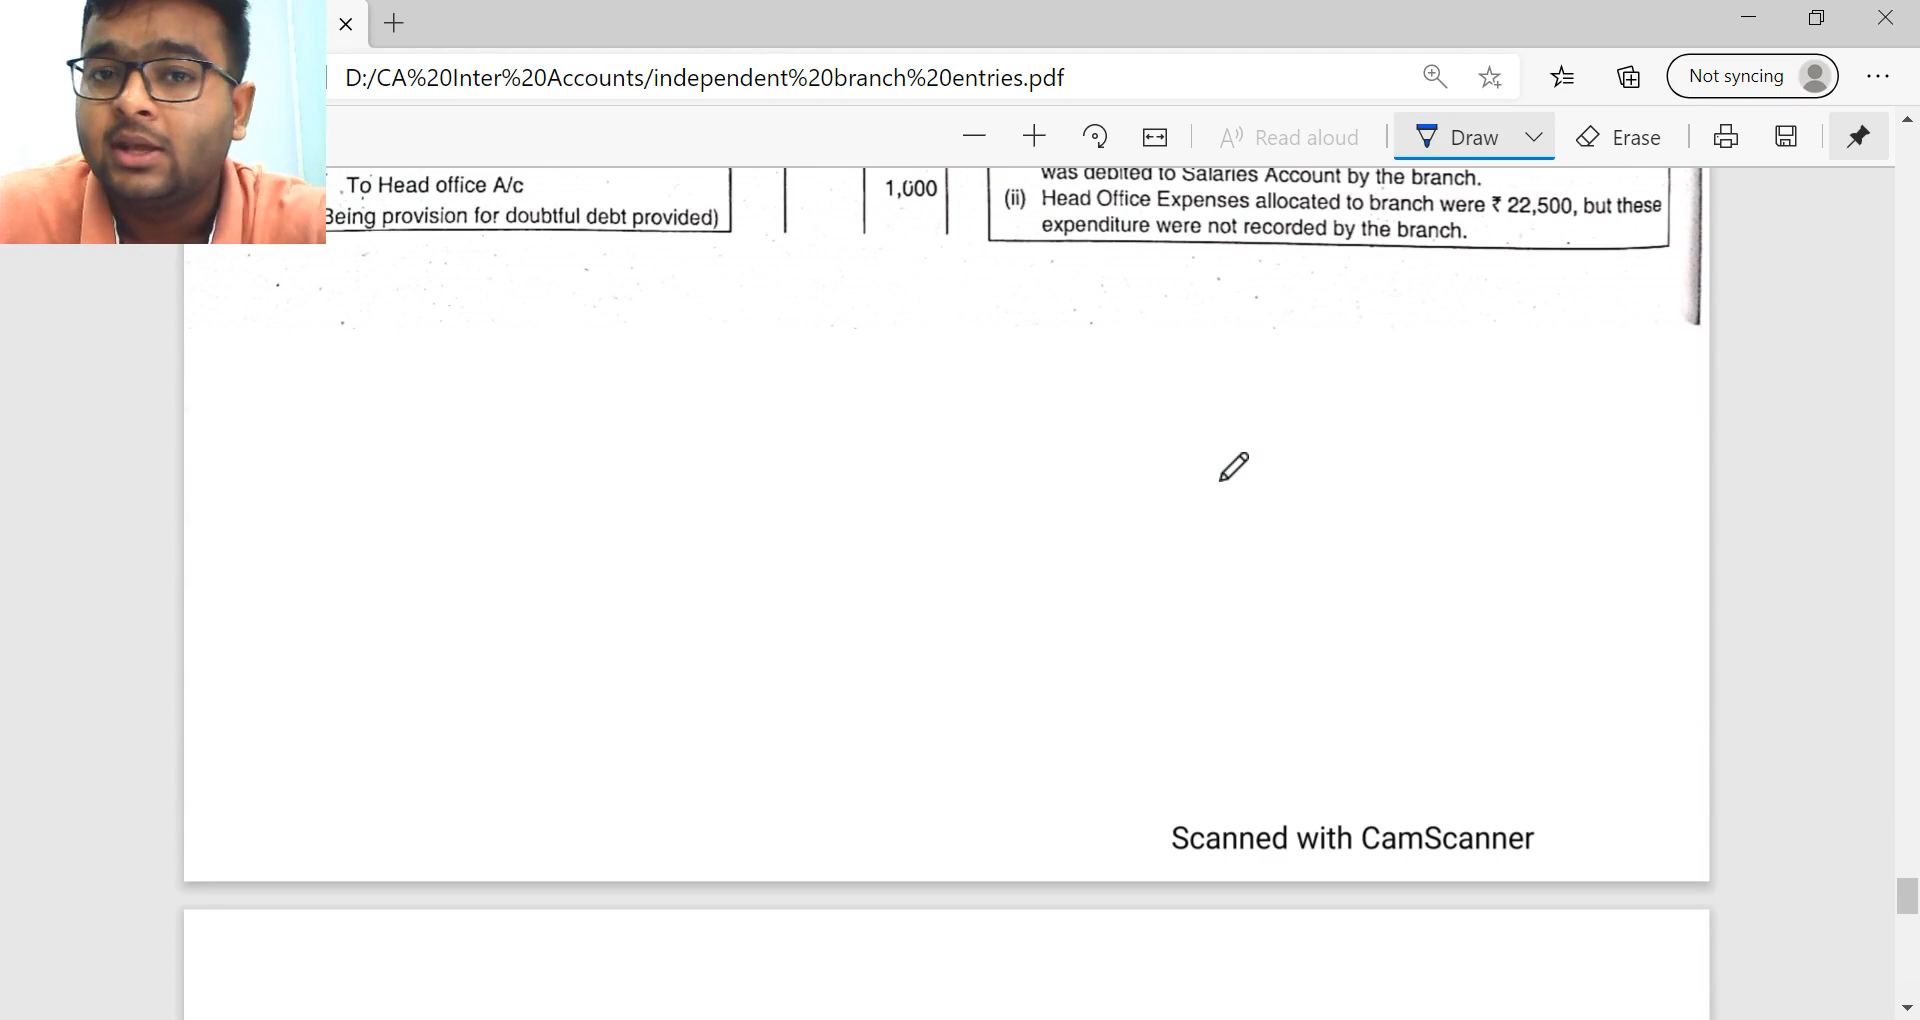 D:/CA%20Inter%20Accounts/independent%20branch%20entries.pdf
Not syncing
Read aloud
Draw
Erase
To Head office A/c
1,000
Being provision for doubtful debt provided)
was debited to Salaries Account by the branch.
(ii) Head Office Expenses allocated to branch were ₹ 22,500, but these
expenditure were not recorded by the branch.
Scanned with CamScanner